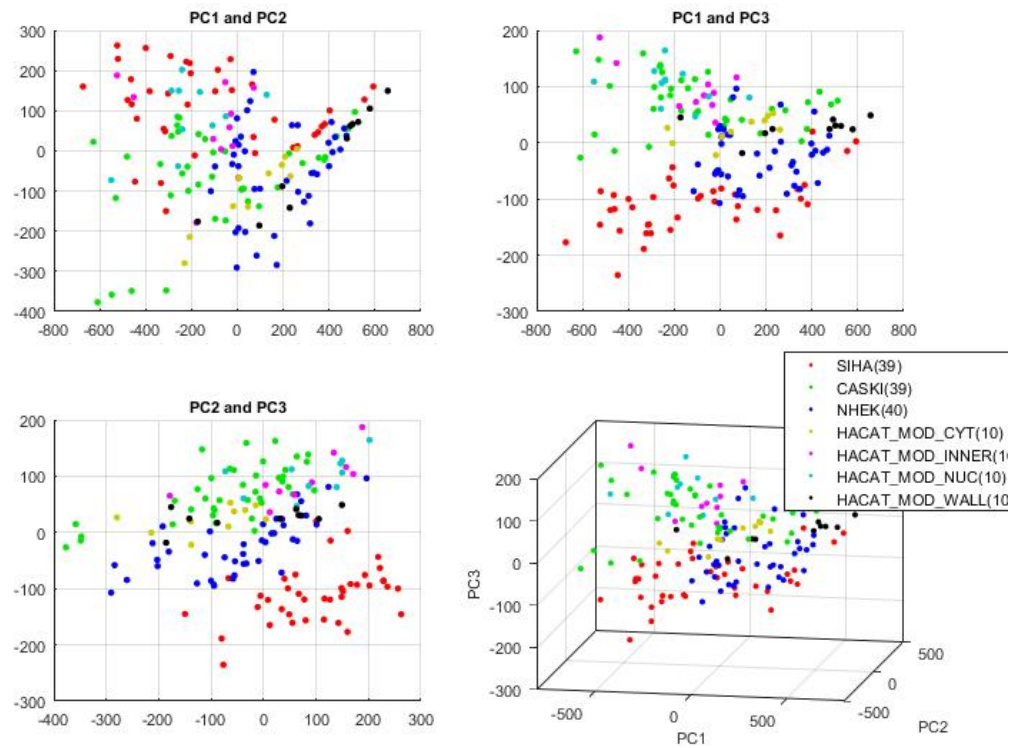 PC1 and PC2
300
200
100
0
-100
-200
-300
-400
-800 -600 -400 -200 0 200 400 600 800
PC1 and PC3
200
100
0
-100
-200
-300
-800 -600 -400 -200 0 200 400 600 800
PC2 and PC3
200
100
0
-100
-200
-300
-400 -300 -200 -100 0 100 200 300
SIHA(39)
CASKI(39)
NHEK(40)
HACAT_MOD_CYT(10)
HACAT_MOD_INNER(1
HACAT_MOD_NUC(10)
HACAT_MOD_WALL(10
PC3
200
100
0
-100
-200
-300
-500 0 500
PC1
500
0
-500
PC2